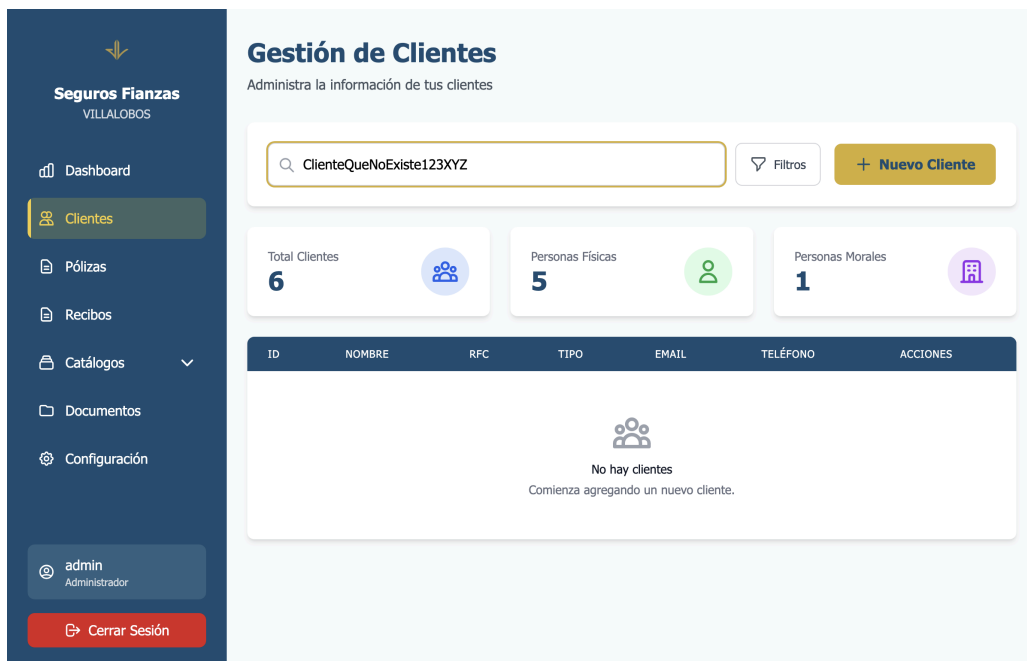 Seguros Fianzas
VILLALOBOS
Dashboard
Clientes
Pólizas
Recibos
Catálogos
Documentos
Configuración
admin
Administrador
Cerrar Sesión
Gestión de Clientes
Administra la información de tus clientes
ClienteQueNoExiste123XYZ
Filtros
Nuevo Cliente
Total Clientes
6
Personas Físicas
5
Personas Morales
1
ID NOMBRE RFC TIPO EMAIL TELÉFONO ACCIONES
No hay clientes
Comienza agregando un nuevo cliente.